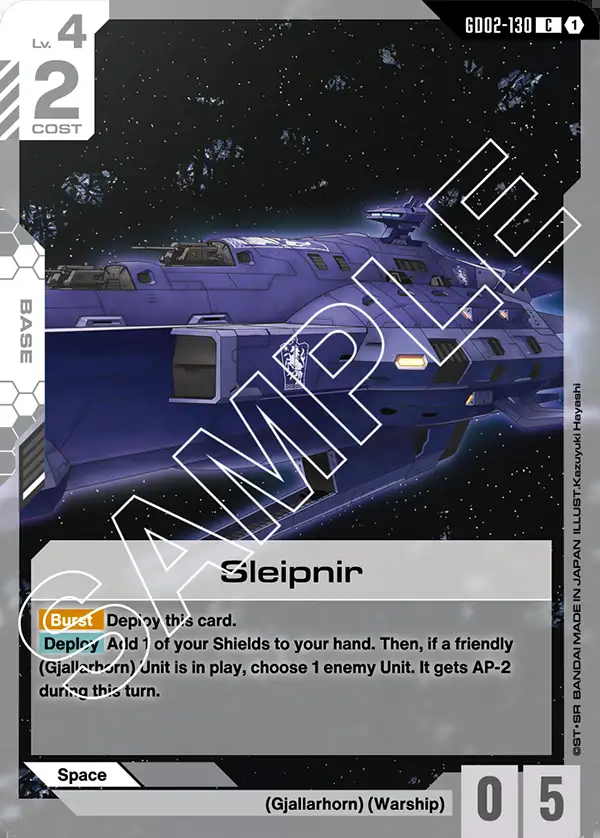 GD02-130 C 1
Lv. 4
2
COST
BASE
SAMPLE
Sleipnir
Burst Deploy this card.
Deploy Add 1 of your Shields to your hand. Then, if a friendly
(Gjallarhorn) Unit is in play, choose 1 enemy Unit. It gets AP-2
during this turn.
Space
(Gjallarhorn) (Warship)
0 5
©ST・SR BANDAI MADE IN JAPAN ILLUST.Kazuyuki Hayashi